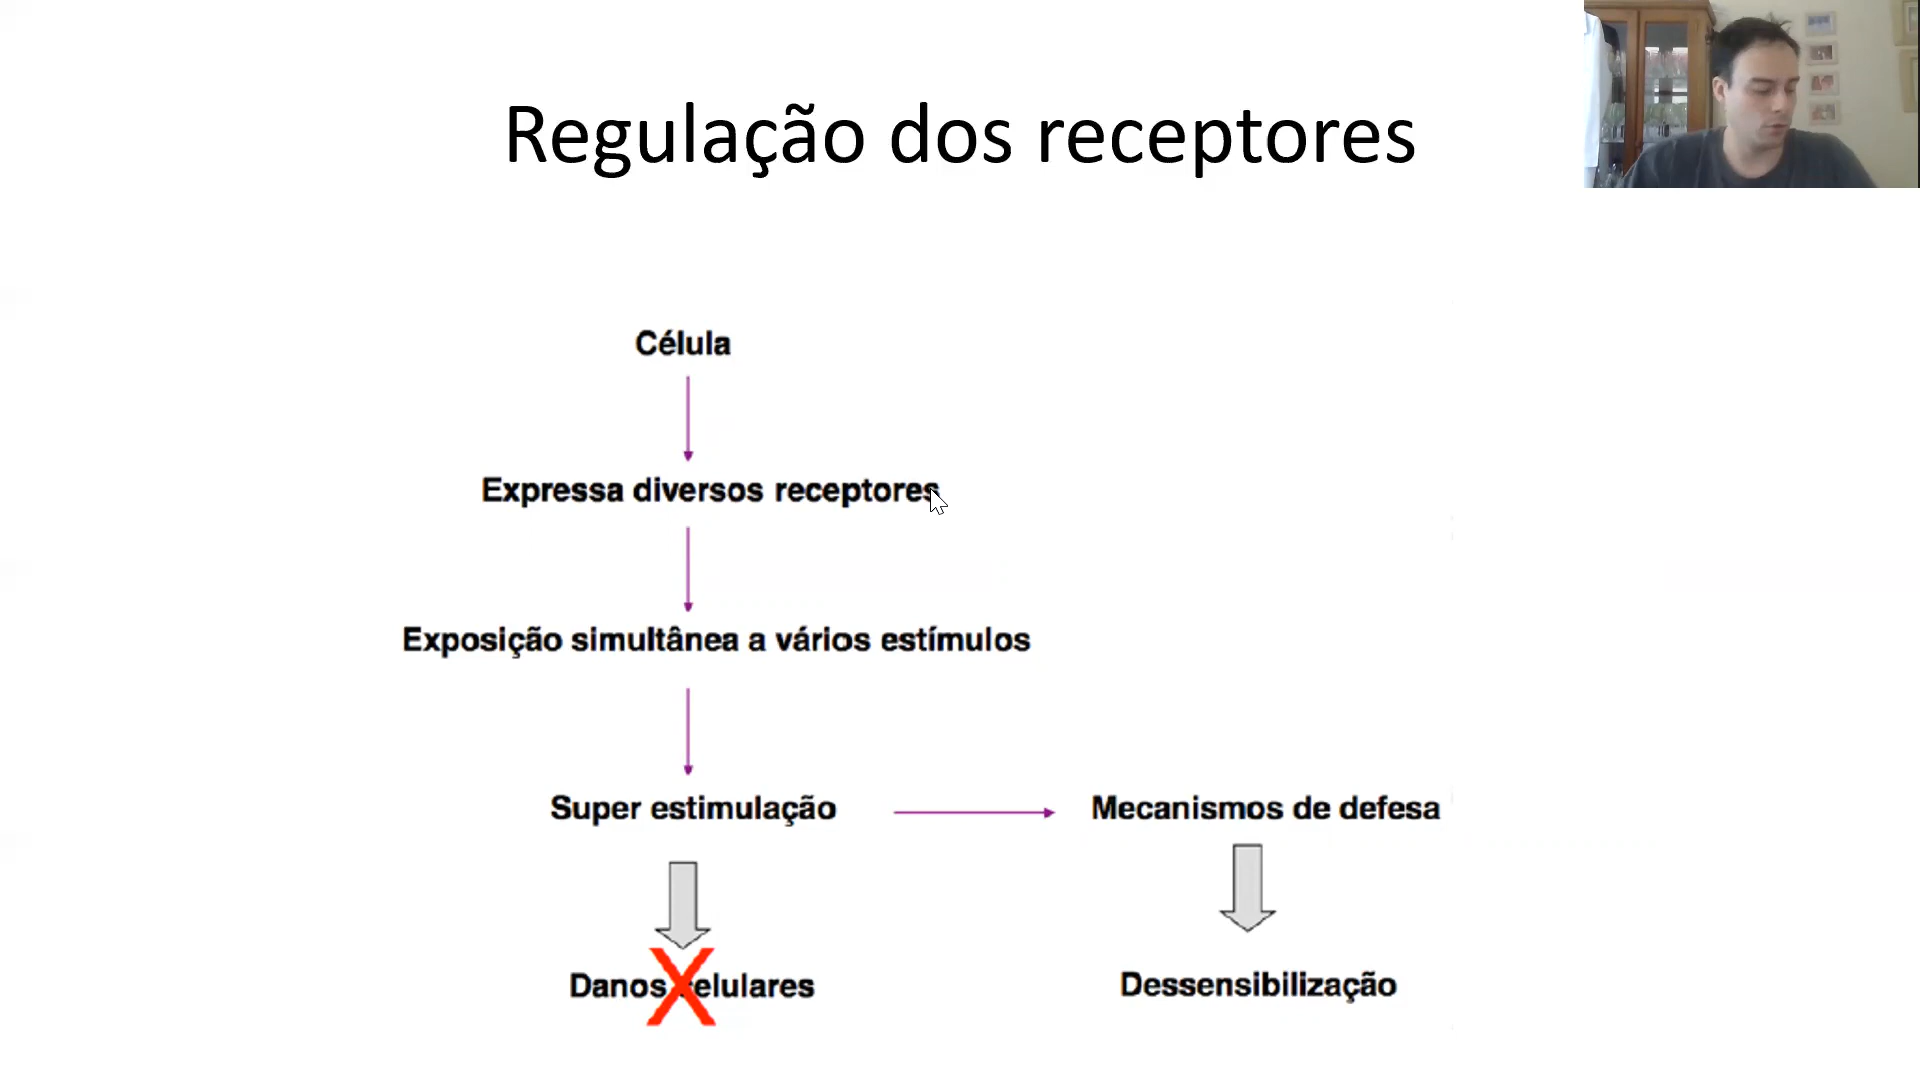 Regulação dos receptores
Célula
Expressa diversos receptores
Exposição simultânea a vários estímulos
Super estimulação
Mecanismos de defesa
Danos celulares
Dessensibilização